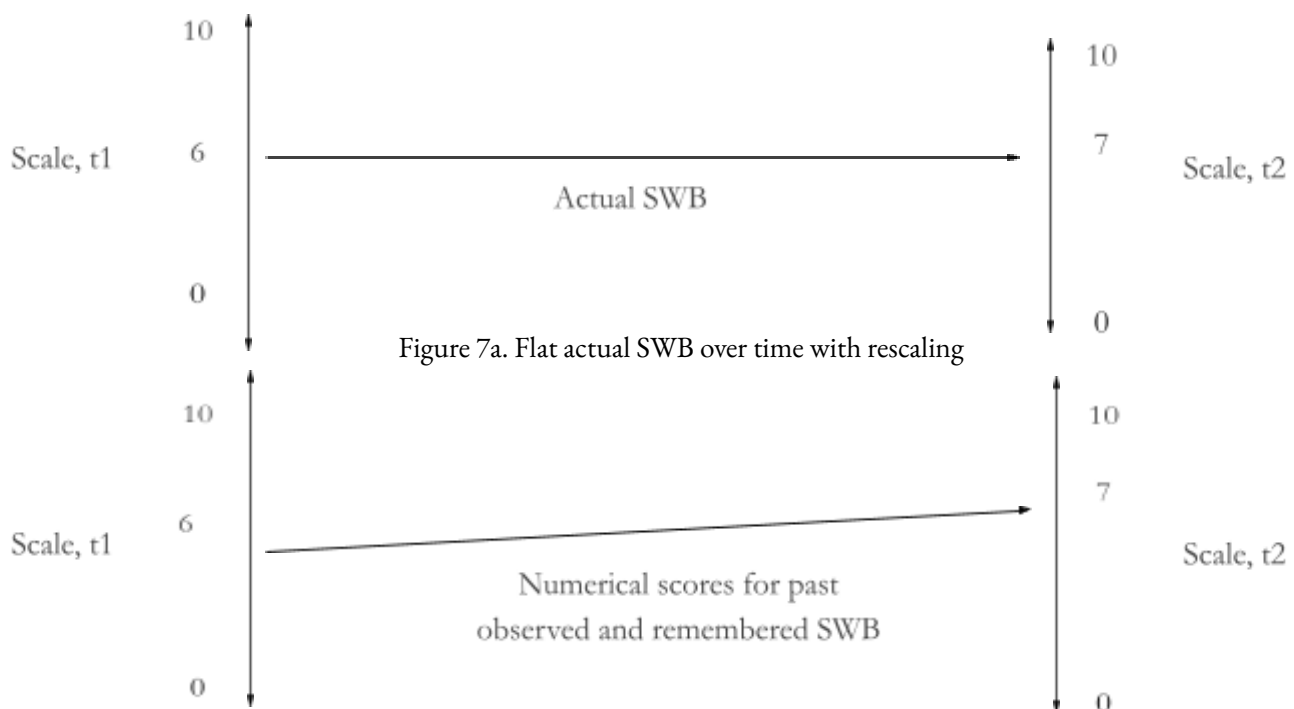 10
10
6
7
Scale, t1
Scale, t2
Actual SWB
0
0
Figure 7a. Flat actual SWB over time with rescaling
10
10
7
6
Scale, t1
Scale, t2
Numerical scores for past
observed and remembered SWB
0
0